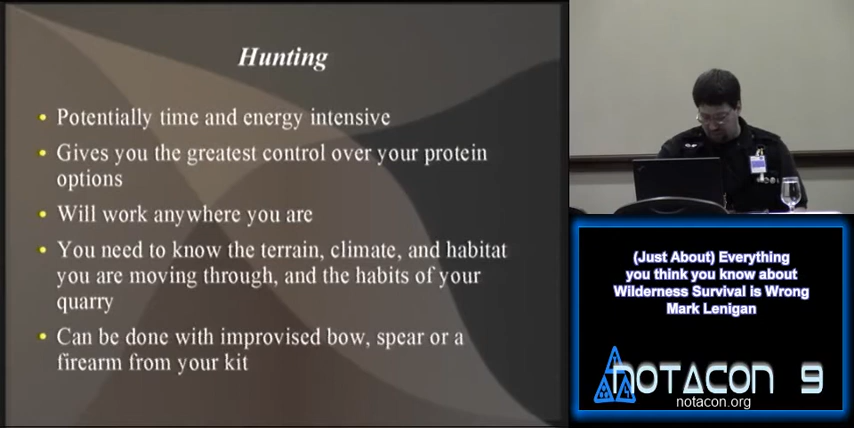 Hunting
Potentially time and energy intensive
Gives you the greatest control over your protein
options
Will work anywhere you are
You need to know the terrain, climate, and habitat
you are moving through, and the habits of your
quarry
Can be done with improvised bow, spear or a
firearm from your kit
(Just About) Everything
you think you know about
Wilderness Survival is Wrong
Mark Lenigan
NOTACON 9
notacon.org